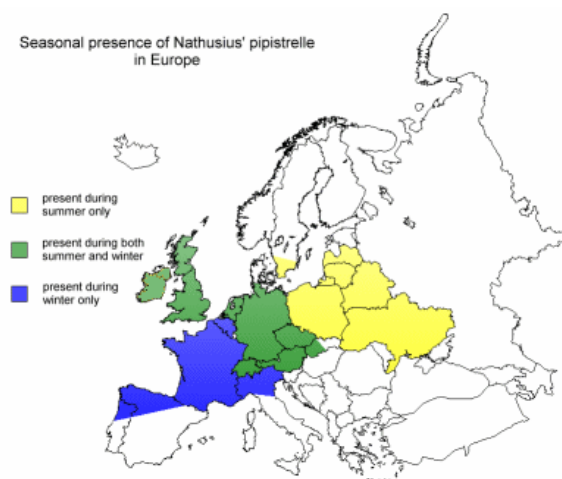 Seasonal presence of Nathusius' pipistrelle
in Europe
present during
summer only
present during both
summer and winter
present during
winter only